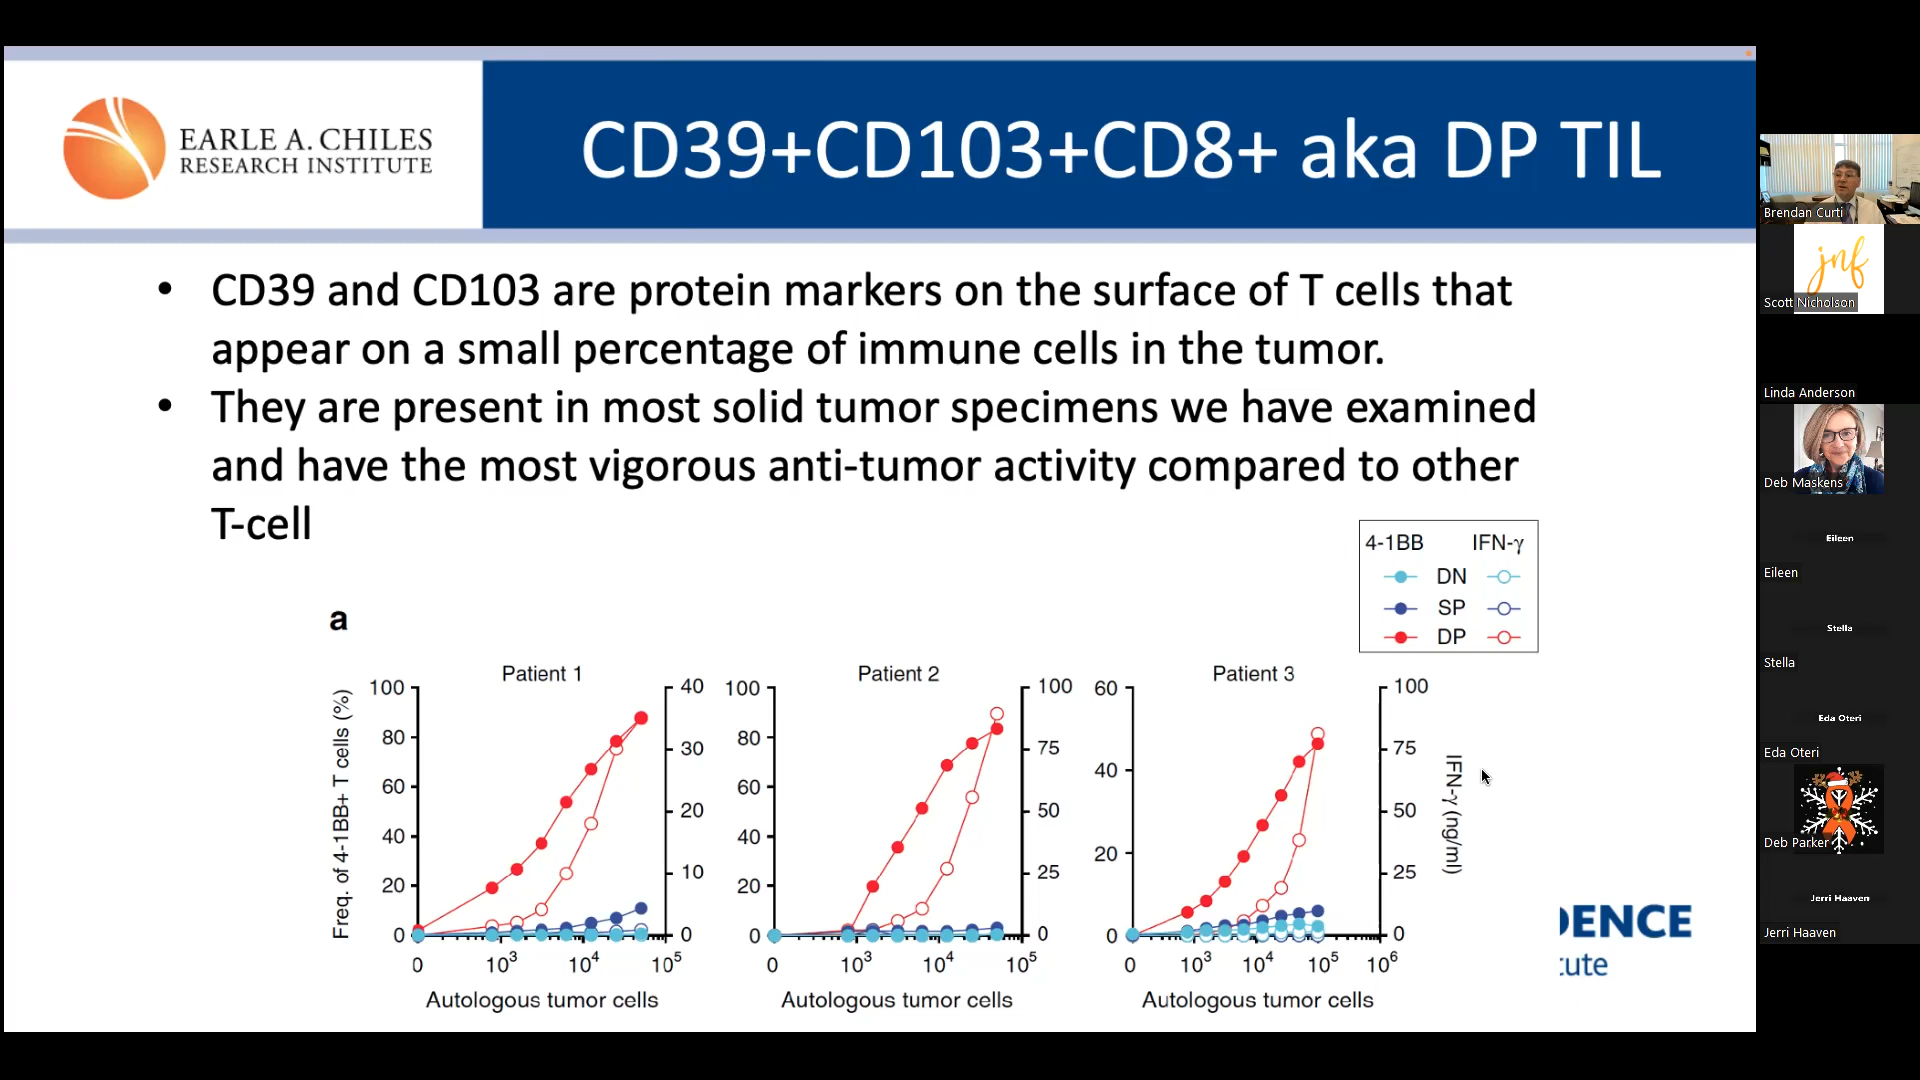 EARLE A. CHILES
RESEARCH INSTITUTE
CD39+CD103+CD8+ aka DP TIL
• CD39 and CD103 are protein markers on the surface of T cells that
appear on a small percentage of immune cells in the tumor.
• They are present in most solid tumor specimens we have examined
and have the most vigorous anti-tumor activity compared to other
T-cell
4-1BB IFN-γ
DN
SP
DP
a
Patient 1
Patient 2
Patient 3
Freq. of 4-1BB+ T cells (%)
100
80
60
40
20
0
40
30
20
10
0
0 10³ 10⁴ 10⁵
Autologous tumor cells
100
80
60
40
20
0
100
75
50
25
0
0 10³ 10⁴ 10⁵
Autologous tumor cells
60
40
20
0
100
75
50
25
0
0 10³ 10⁴ 10⁵ 10⁶
Autologous tumor cells
IFN-γ (ng/ml)
DENCE
tute
Brendan Curti
jnf
Scott Nicholson
Linda Anderson
Deb Maskens
Eileen
Eileen
Stella
Stella
Eda Oteri
Eda Oteri
Deb Parker
Jerri Haaven
Jerri Haaven